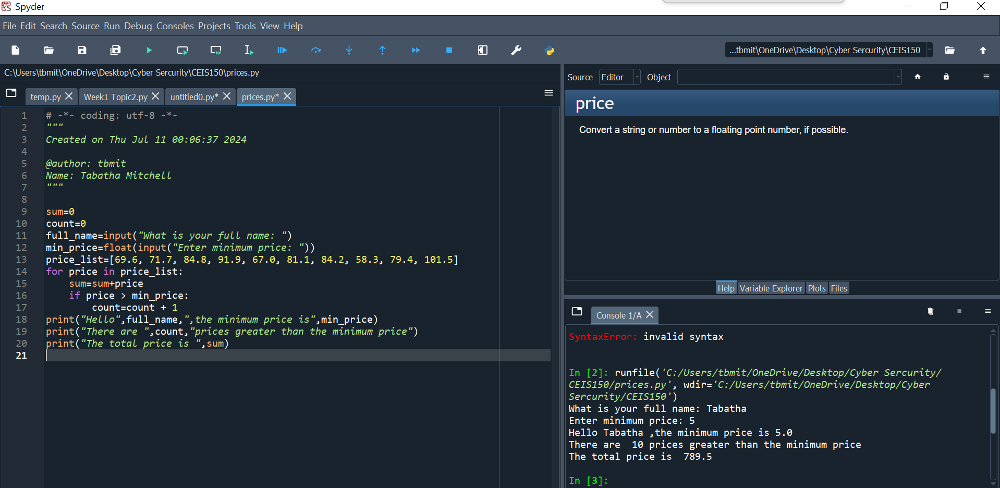 Spyder
File Edit Search Source Run Debug Consoles Projects Tools View Help
...tbmit\OneDrive\Desktop\Cyber Sercurity\CEIS150
C:\Users\tbmit\OneDrive\Desktop\Cyber Sercurity\CEIS150\prices.py
temp.py Week1 Topic2.py untitled0.py* prices.py*
1 # -*- coding: utf-8 -*-
2 """
3 Created on Thu Jul 11 00:06:37 2024
4
5 @author: tbmit
6 Name: Tabatha Mitchell
7 """
8
9 sum=0
10 count=0
11 full_name=input("What is your full name: ")
12 min_price=float(input("Enter minimum price: "))
13 price_list=[69.6, 71.7, 84.8, 91.9, 67.0, 81.1, 84.2, 58.3, 79.4, 101.5]
14 for price in price_list:
15     sum=sum+price
16     if price > min_price:
17         count=count + 1
18 print("Hello",full_name,",the minimum price is",min_price)
19 print("There are ",count,"prices greater than the minimum price")
20 print("The total price is ",sum)
21
Source Editor Object
price
Convert a string or number to a floating point number, if possible.
Help Variable Explorer Plots Files
Console 1/A
SyntaxError: invalid syntax
In [2]: runfile('C:/Users/tbmit/OneDrive/Desktop/Cyber Sercurity/
CEIS150/prices.py', wdir='C:/Users/tbmit/OneDrive/Desktop/Cyber
Sercurity/CEIS150')
What is your full name: Tabatha
Enter minimum price: 5
Hello Tabatha ,the minimum price is 5.0
There are  10 prices greater than the minimum price
The total price is  789.5
In [3]: